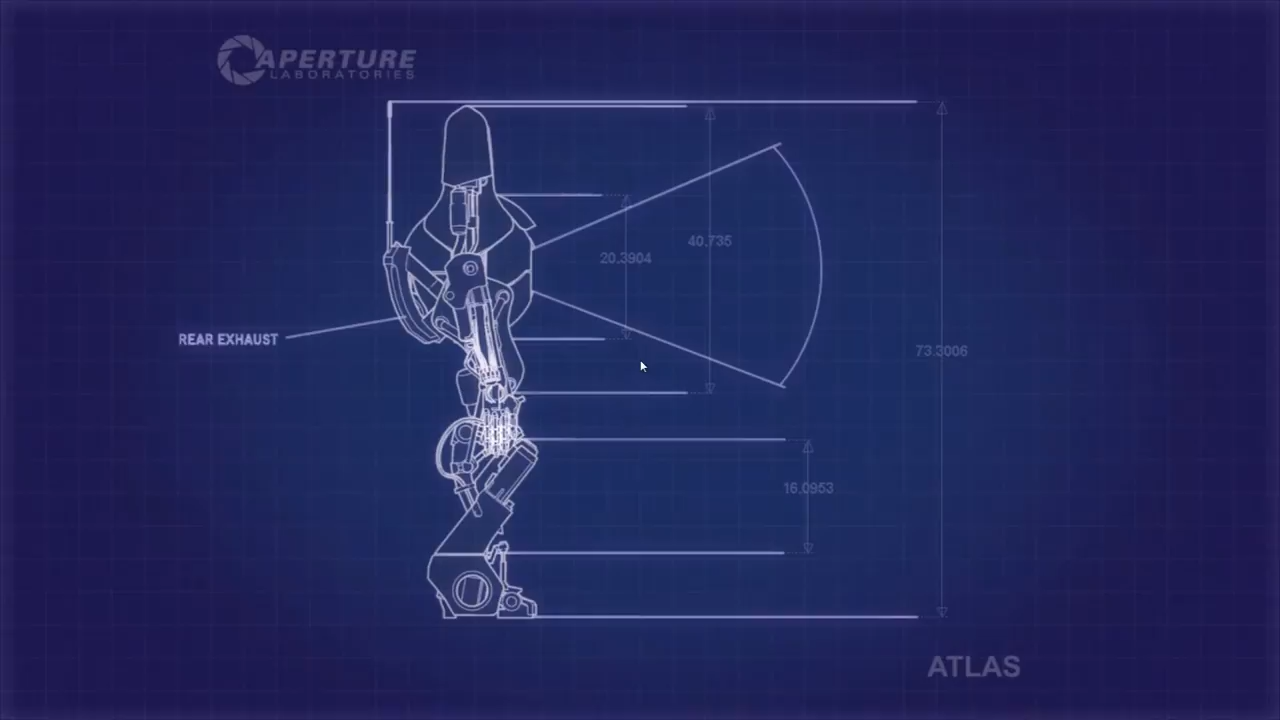 APERTURE
LABORATORIES
40.735
20.3904
REAR EXHAUST
73.3006
16.0953
ATLAS